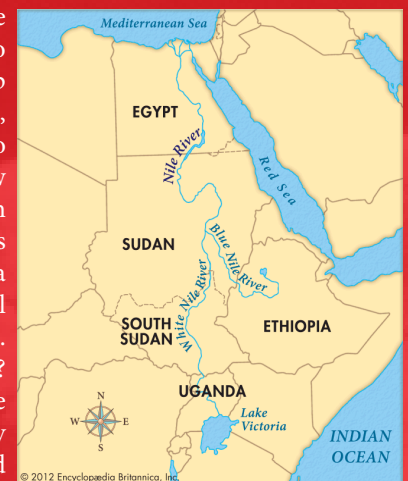 Mediterranean Sea
EGYPT
Nile River
Red Sea
SUDAN
Blue Nile River
White Nile River
SOUTH
SUDAN
ETHIOPIA
UGANDA
Lake
Victoria
N
W
E
S
INDIAN
OCEAN
© 2012 Encyclopædia Britannica, Inc.